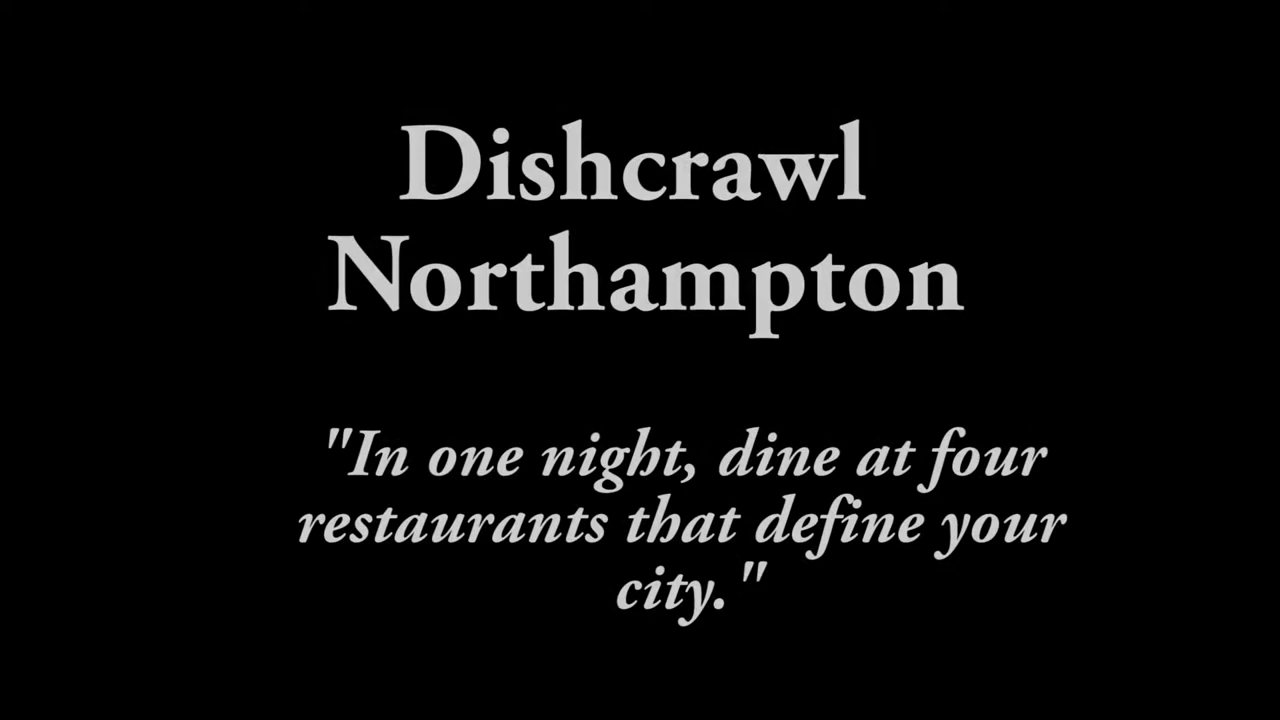 Dishcrawl
Northampton
"In one night, dine at four
restaurants that define your
city."